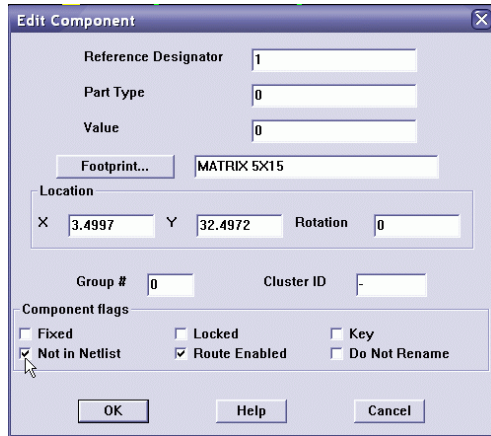 Edit Component
Reference Designator 1
Part Type 0
Value 0
Footprint... MATRIX 5X15
Location
X 3.4997 Y 32.4972 Rotation 0
Group # 0 Cluster ID -
Component flags
Fixed Locked Key
Not in Netlist Route Enabled Do Not Rename
OK Help Cancel